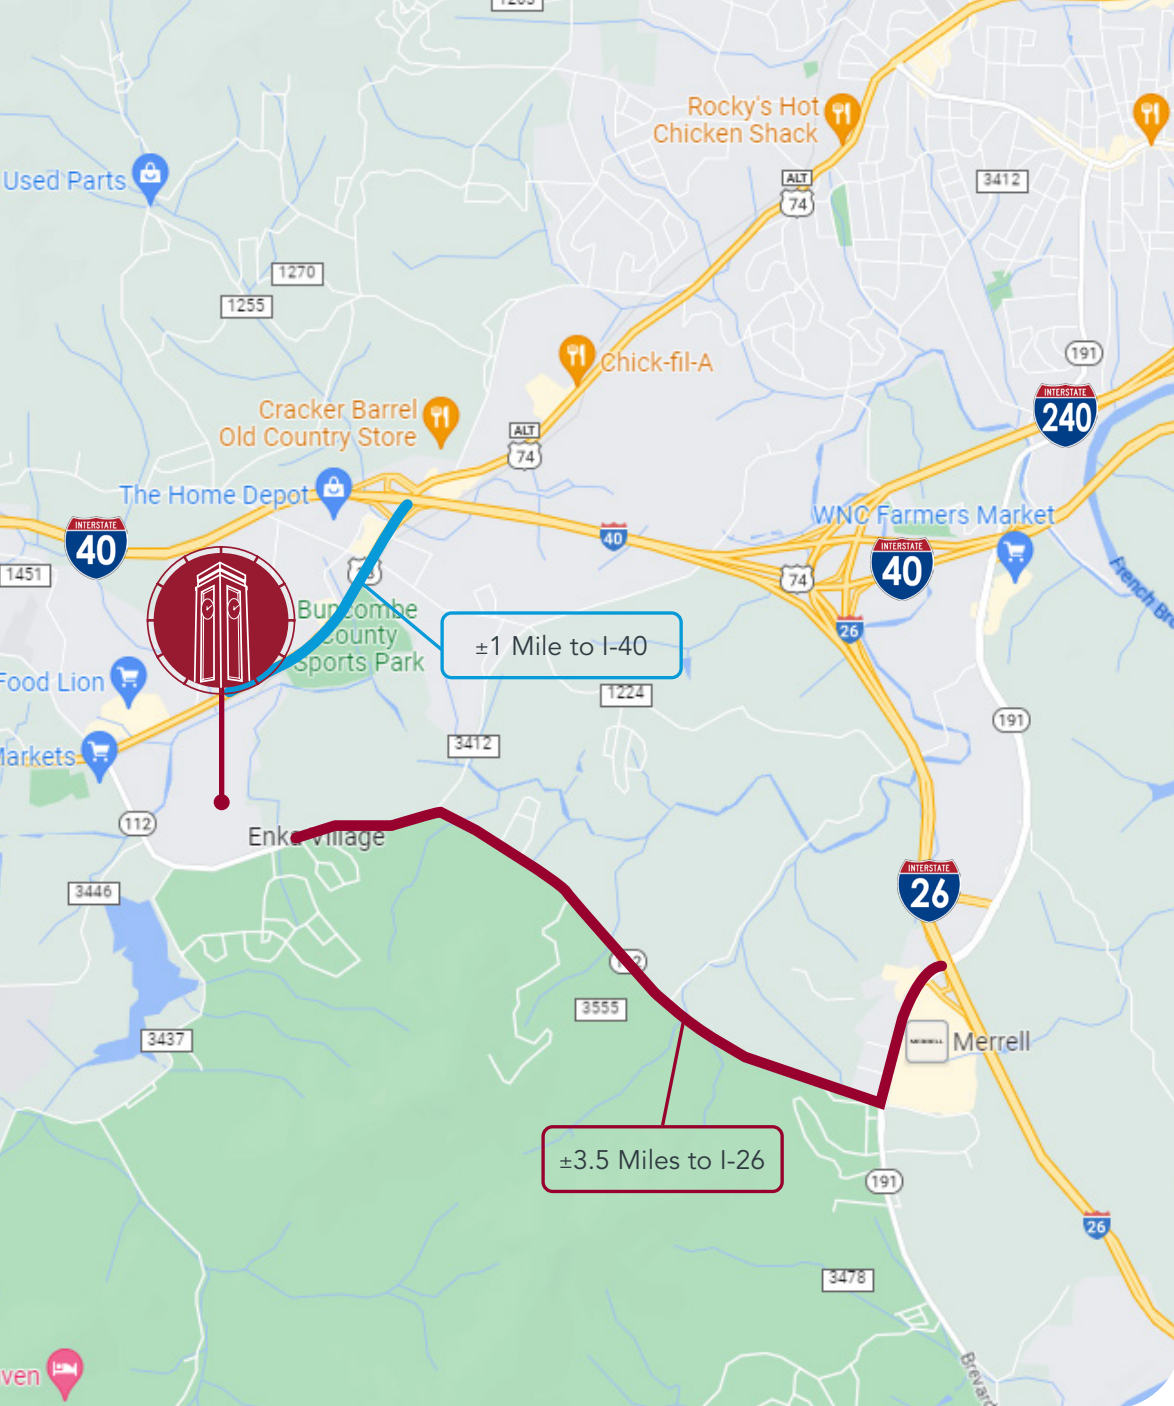 Rocky's Hot
Chicken Shack
3412
ALT
74
Used Parts
1270
1255
191
Chick-fil-A
INTERSTATE
240
Cracker Barrel
Old Country Store
ALT
74
The Home Depot
INTERSTATE
40
40
WNC Farmers Market
INTERSTATE
40
1451
74
French
Buncombe
County
Sports Park
26
±1 Mile to I-40
Food Lion
1224
191
3412
Markets
112
Enka Village
INTERSTATE
26
3446
3555
3437
MERRELL
Merrell
±3.5 Miles to I-26
191
26
3478